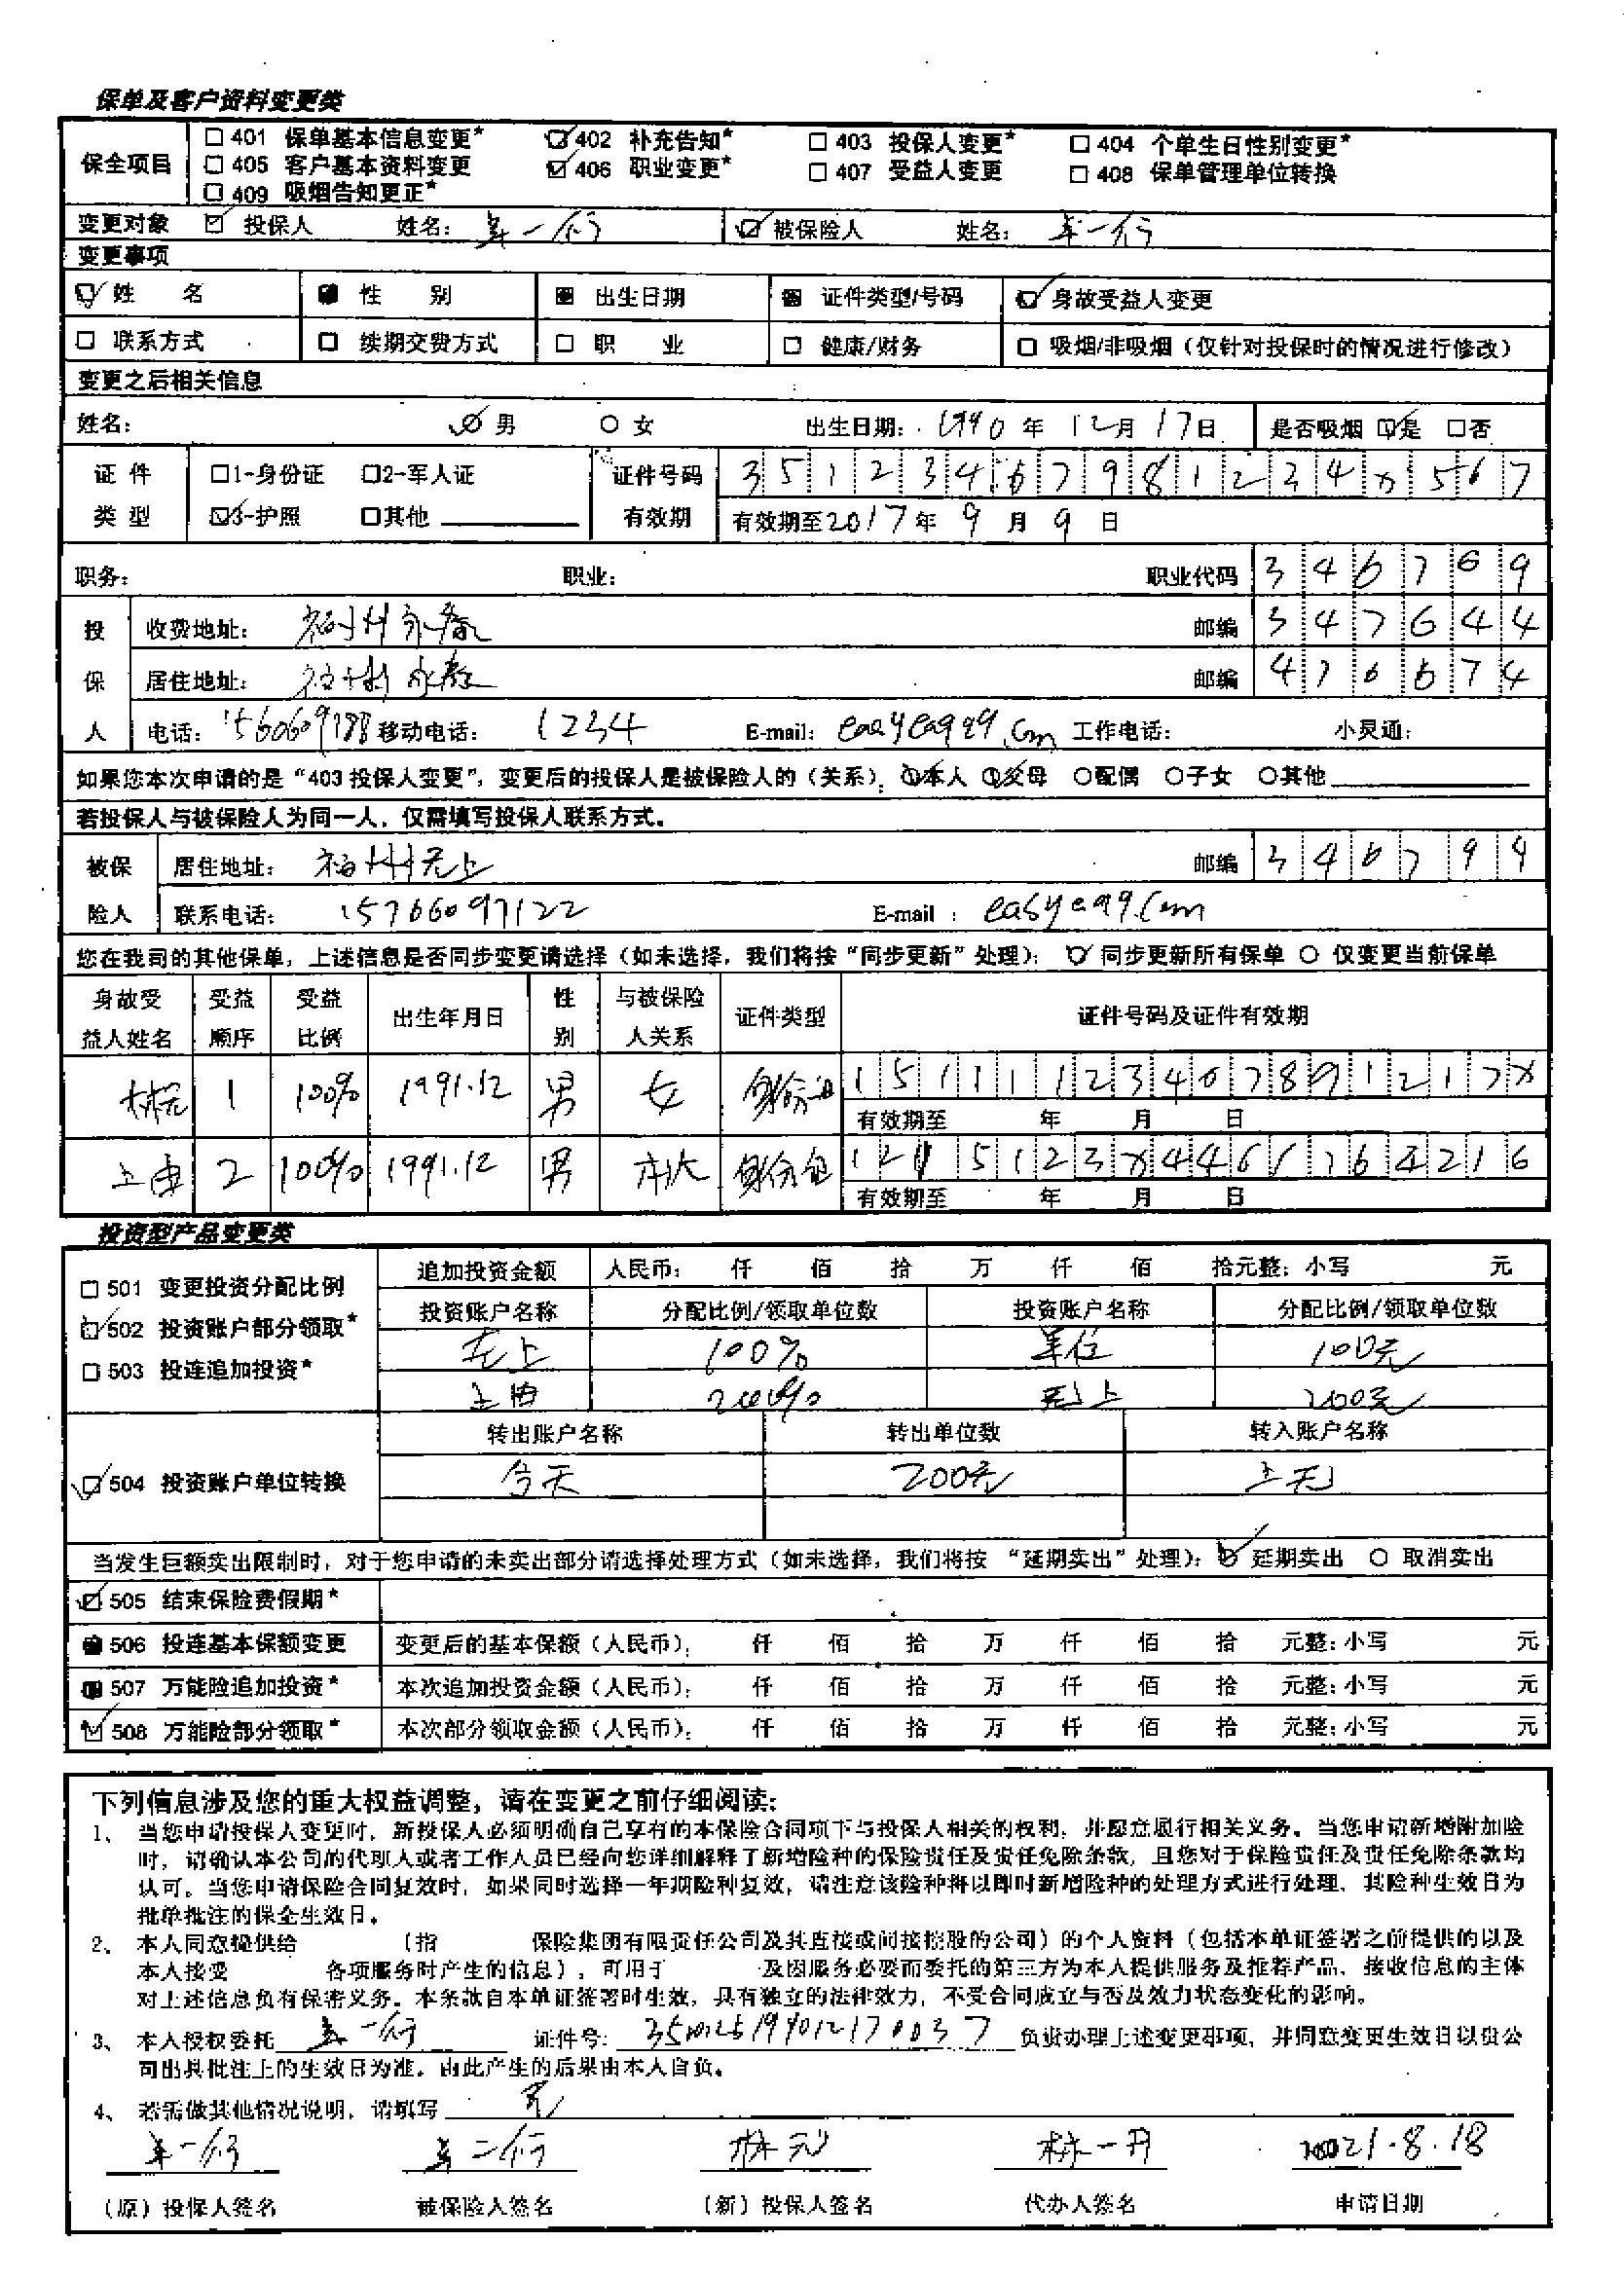 保单及客户资料变更类
保全项目 □ 401 保单基本信息变更* ☑ 402 补充告知* □ 403 投保人变更* □ 404 个单生日性别变更*
□ 405 客户基本资料变更 ☑ 406 职业变更* □ 407 受益人变更 □ 408 保单管理单位转换
□ 409 吸烟告知更正*
变更对象 ☑ 投保人 姓名: ☑ 被保险人 姓名:
变更事项
☑ 姓 名 ■ 性 别 ■ 出生日期 ■ 证件类型/号码 ☑ 身故受益人变更
□ 联系方式 □ 续期交费方式 □ 职 业 □ 健康/财务 □ 吸烟/非吸烟（仅针对投保时的情况进行修改）
变更之后相关信息
姓名: ☑ 男 ○ 女 出生日期: 1990 年 12 月 17 日 是否吸烟 ☑是 □否
证件类型 □1-身份证 □2-军人证 证件号码 3 5 1 2 3 4 6 7 9 8 1 2 3 4 x 5 6 7
☑3-护照 □其他 有效期 有效期至2017年 9 月 9 日
职务: 职业: 职业代码 3 4 6 7 6 9
投保人 收费地址: 邮编 3 4 7 6 4 4
居住地址: 邮编 4 7 6 6 7 4
电话: 移动电话: 1234 E-mail: 工作电话: 小灵通:
如果您本次申请的是“403 投保人变更”，变更后的投保人是被保险人的（关系）: ☑本人 ☑父母 ○配偶 ○子女 ○其他
若投保人与被保险人为同一人，仅需填写投保人联系方式。
被保险人 居住地址: 邮编 3 4 6 7 9 9
联系电话: 15766097122 E-mail : easyeqq.com
您在我司的其他保单，上述信息是否同步变更请选择（如未选择，我们将按“同步更新”处理）: ☑ 同步更新所有保单 ○ 仅变更当前保单
身故受益人姓名 受益顺序 受益比例 出生年月日 性别 与被保险人关系 证件类型 证件号码及证件有效期
1 100% 1991.12 男 女 身份证 1 5 1 1 1 1 2 3 4 6 7 8 9 1 2 1 7 x
有效期至 年 月 日
2 100% 1991.12 男 身份证
有效期至 年 月 日
投资型产品变更类
□ 501 变更投资分配比例 追加投资金额 人民币: 仟 佰 拾 万 仟 佰 拾元整: 小写 元
☑ 502 投资账户部分领取* 投资账户名称 分配比例/领取单位数 投资账户名称 分配比例/领取单位数
□ 503 投连追加投资* 无上 100% 单位 100元
200% 无上 200元
转出账户名称 转出单位数 转入账户名称
☑ 504 投资账户单位转换 今天 200元 上天
当发生巨额卖出限制时，对于您申请的未卖出部分请选择处理方式（如未选择，我们将按 “延期卖出”处理）: ☑ 延期卖出 ○ 取消卖出
☑ 505 结束保险费假期*
■ 506 投连基本保额变更 变更后的基本保额（人民币）: 仟 佰 拾 万 仟 佰 拾 元整: 小写 元
■ 507 万能险追加投资* 本次追加投资金额（人民币）: 仟 佰 拾 万 仟 佰 拾 元整: 小写 元
☑ 508 万能险部分领取* 本次部分领取金额（人民币）: 仟 佰 拾 万 仟 佰 拾 元整: 小写 元
下列信息涉及您的重大权益调整，请在变更之前仔细阅读:
1、当您申请投保人变更时，新投保人必须明确自己享有的本保险合同项下与投保人相关的权利，并愿意履行相关义务。当您申请新增附加险
时，请确认本公司的代理人或者工作人员已经向您详细解释了新增险种的保险责任及责任免除条款，且您对于保险责任及责任免除条款均
认可。当您申请保险合同复效时，如果同时选择一年期险种复效，请注意该险种将以即时新增险种的处理方式进行处理，其险种生效日为
批单批注的保全生效日。
2、本人同意提供给 （指 保险集团有限责任公司及其直接或间接控股的公司）的个人资料（包括本单证签署之前提供的以及
本人接受 各项服务时产生的信息），可用于 及因服务必要而委托的第三方为本人提供服务及推荐产品，接收信息的主体
对上述信息负有保密义务。本条款自本单证签署时生效，具有独立的法律效力，不受合同成立与否及效力状态变化的影响。
3、本人授权委托 证件号: 负责办理上述变更事项，并同意变更生效日以贵公
司出具批注上的生效日为准。由此产生的后果由本人自负。
4、若需做其他情况说明，请填写 无
2021.8.18
（原）投保人签名 被保险人签名 （新）投保人签名 代办人签名 申请日期